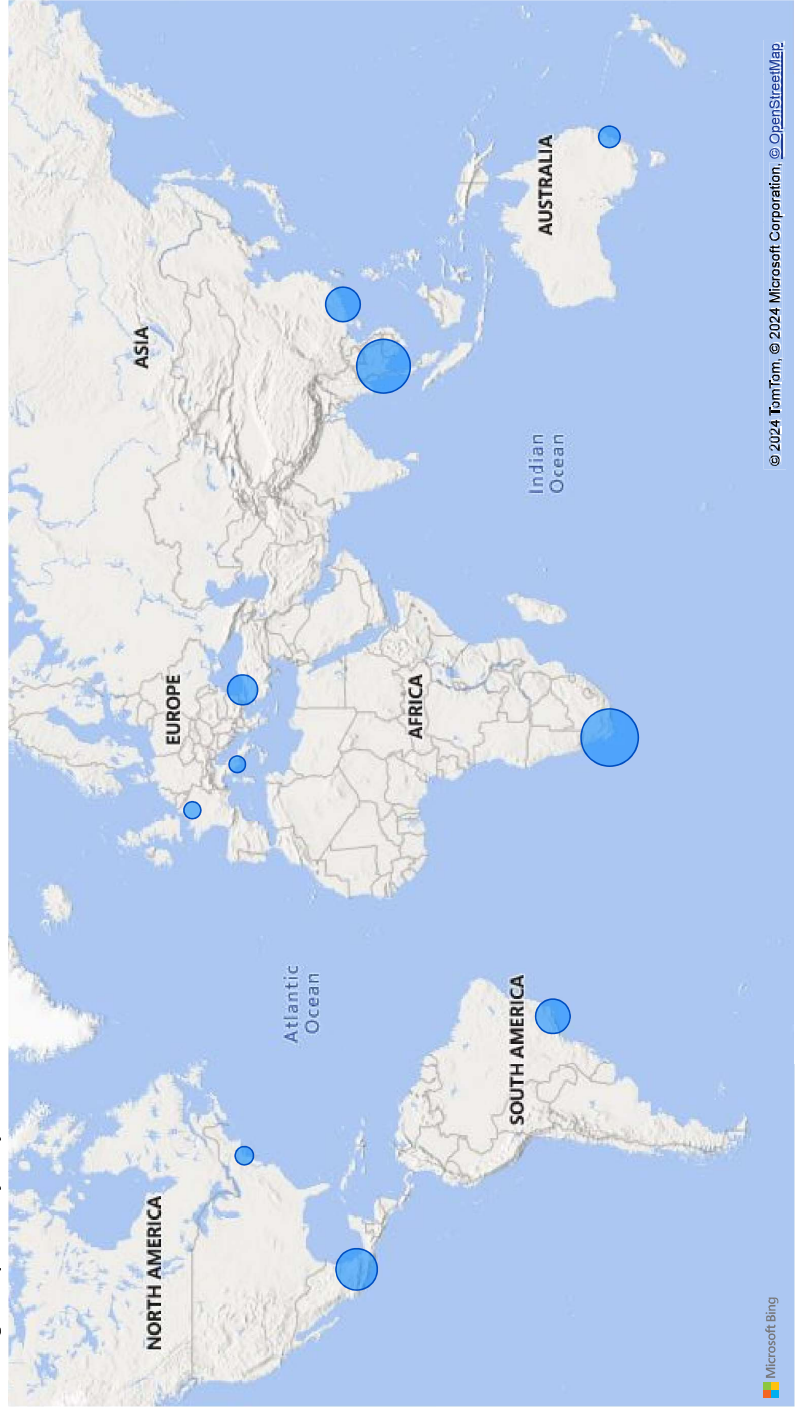 NORTH AMERICA
EUROPE
ASIA
Atlantic
Ocean
AFRICA
SOUTH AMERICA
Indian
Ocean
AUSTRALIA
Microsoft Bing
© 2024 TomTom, © 2024 Microsoft Corporation, © OpenStreetMap